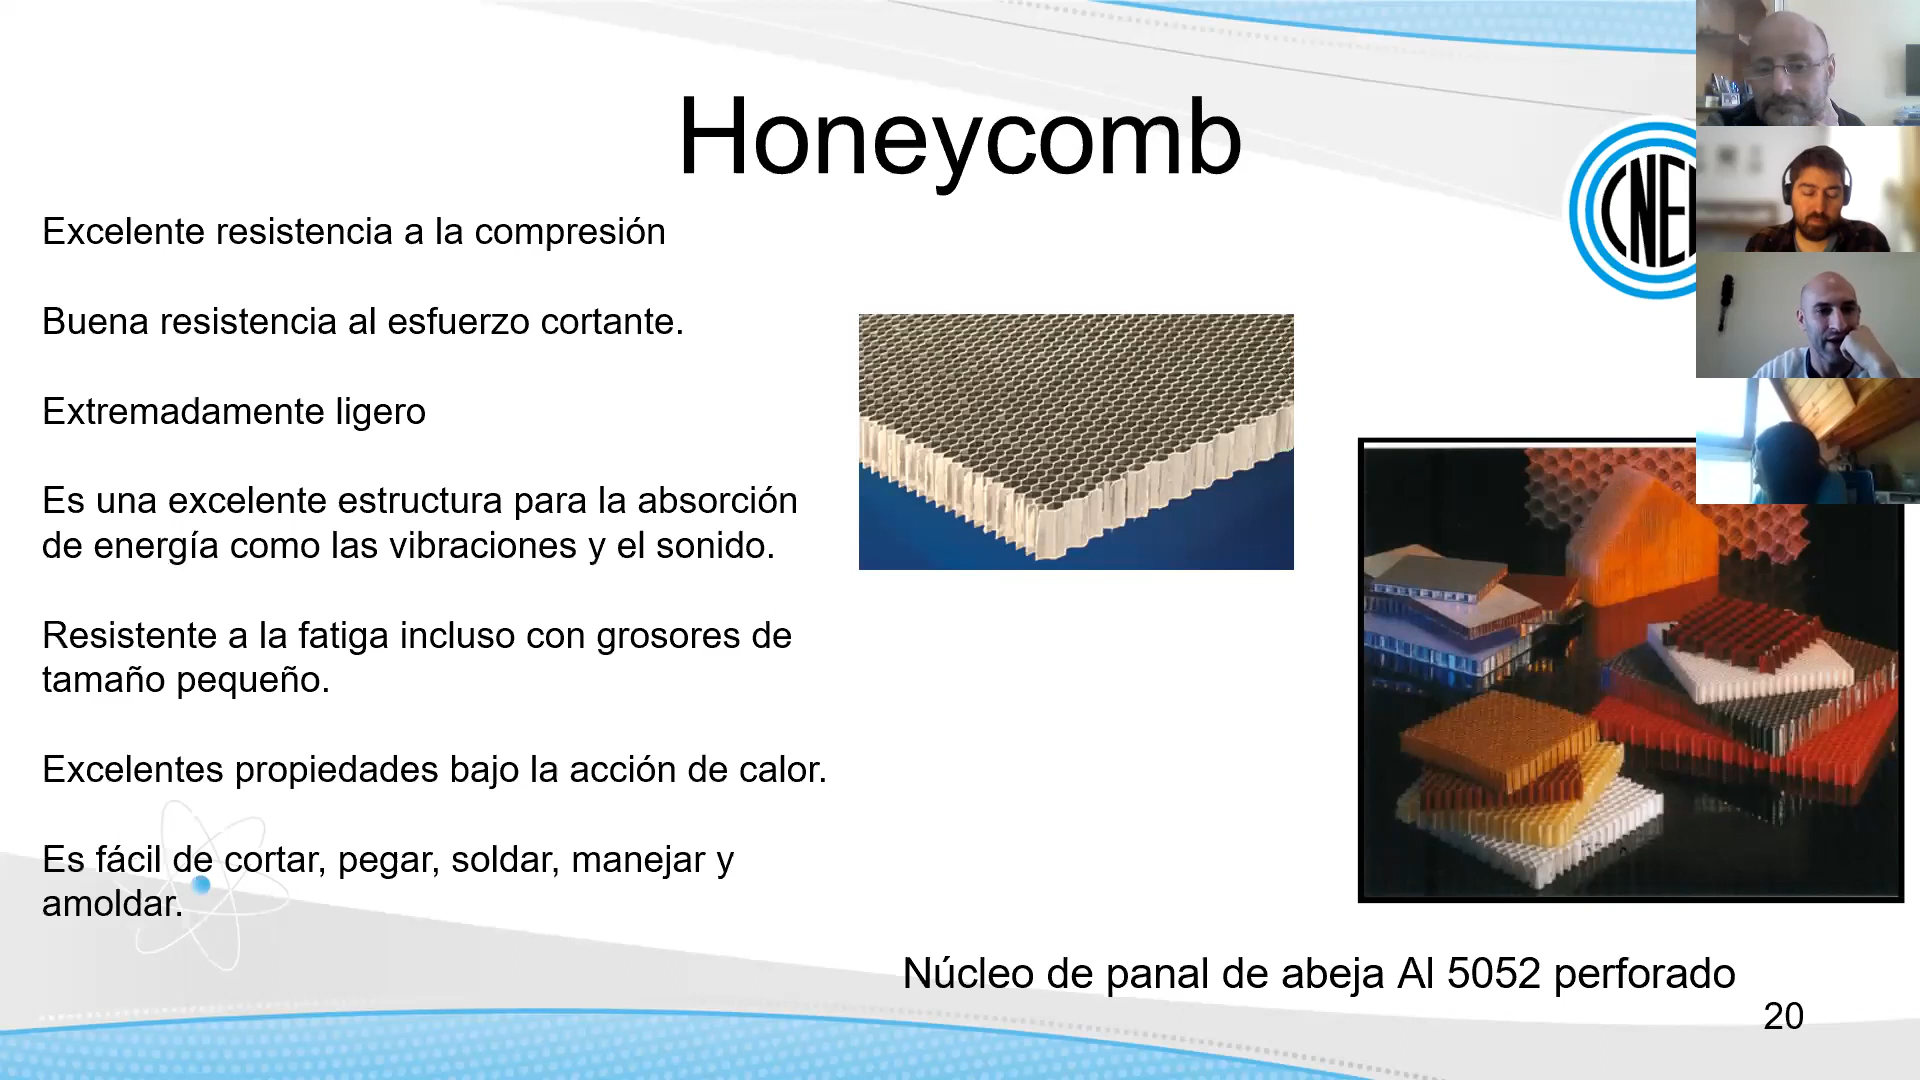 Honeycomb
Excelente resistencia a la compresión
Buena resistencia al esfuerzo cortante.
Extremadamente ligero
Es una excelente estructura para la absorción
de energía como las vibraciones y el sonido.
Resistente a la fatiga incluso con grosores de
tamaño pequeño.
Excelentes propiedades bajo la acción de calor.
Es fácil de cortar, pegar, soldar, manejar y
amoldar.
Núcleo de panal de abeja Al 5052 perforado
20